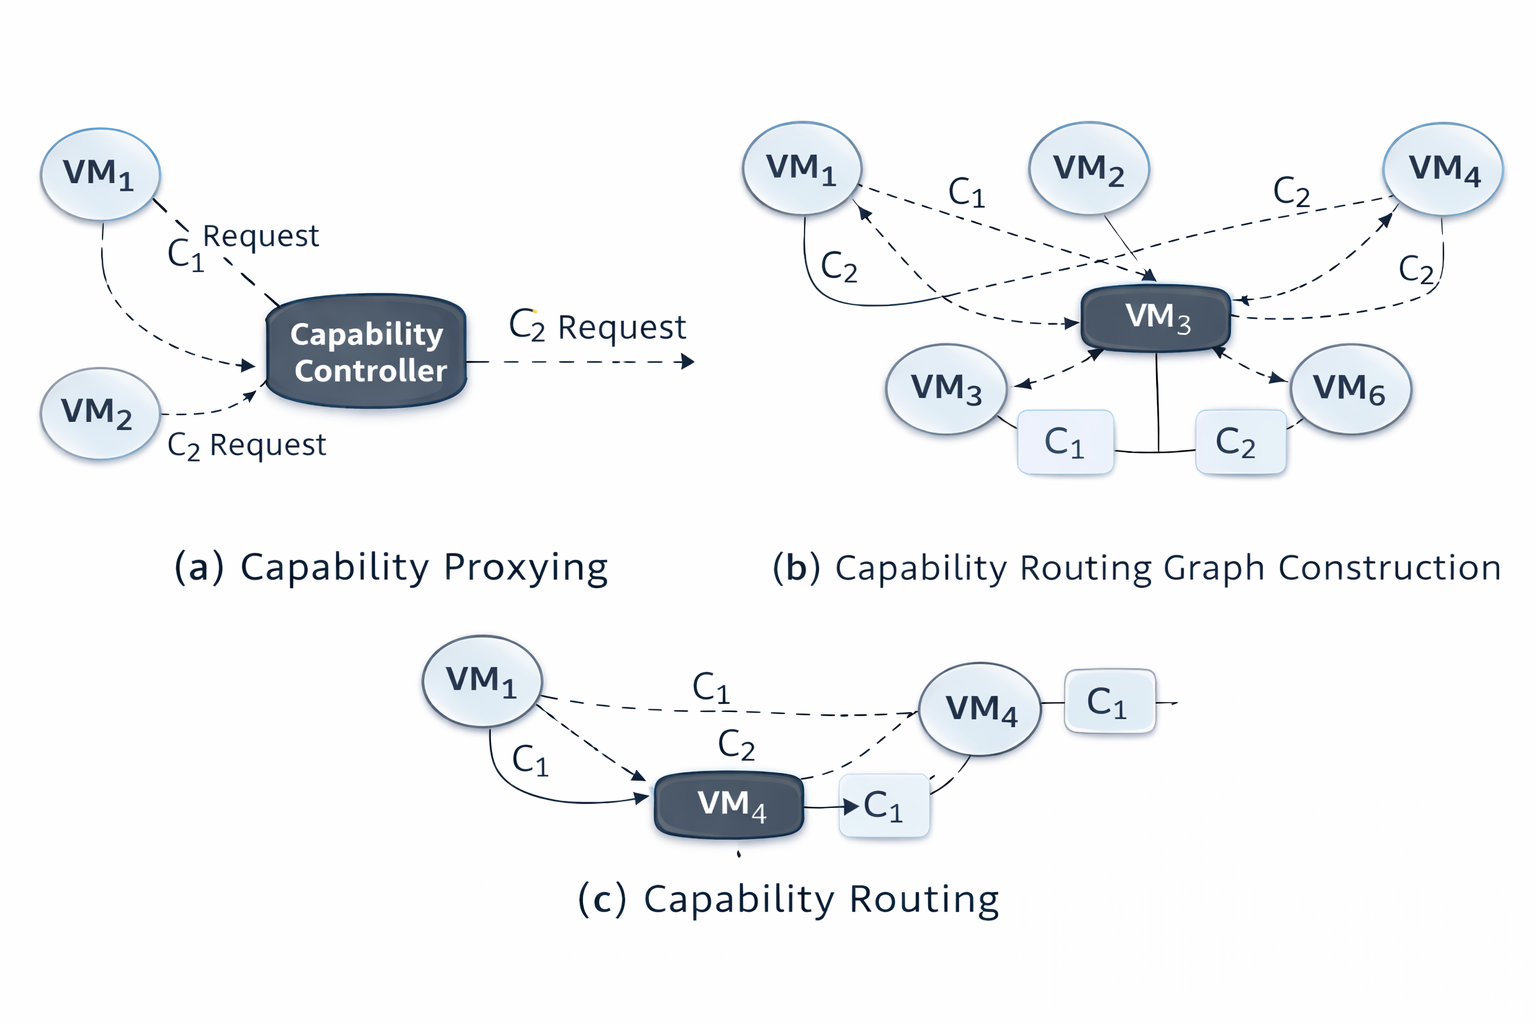 VM1
C1 Request
Capability
Controller
C2 Request
VM2
C2 Request
(a) Capability Proxying
VM1
VM2
VM4
C1
C2
C2
C2
VM3
VM3
VM6
C1
C2
(b) Capability Routing Graph Construction
VM1
C1
VM4
C1
C2
C1
VM4
C1
(c) Capability Routing